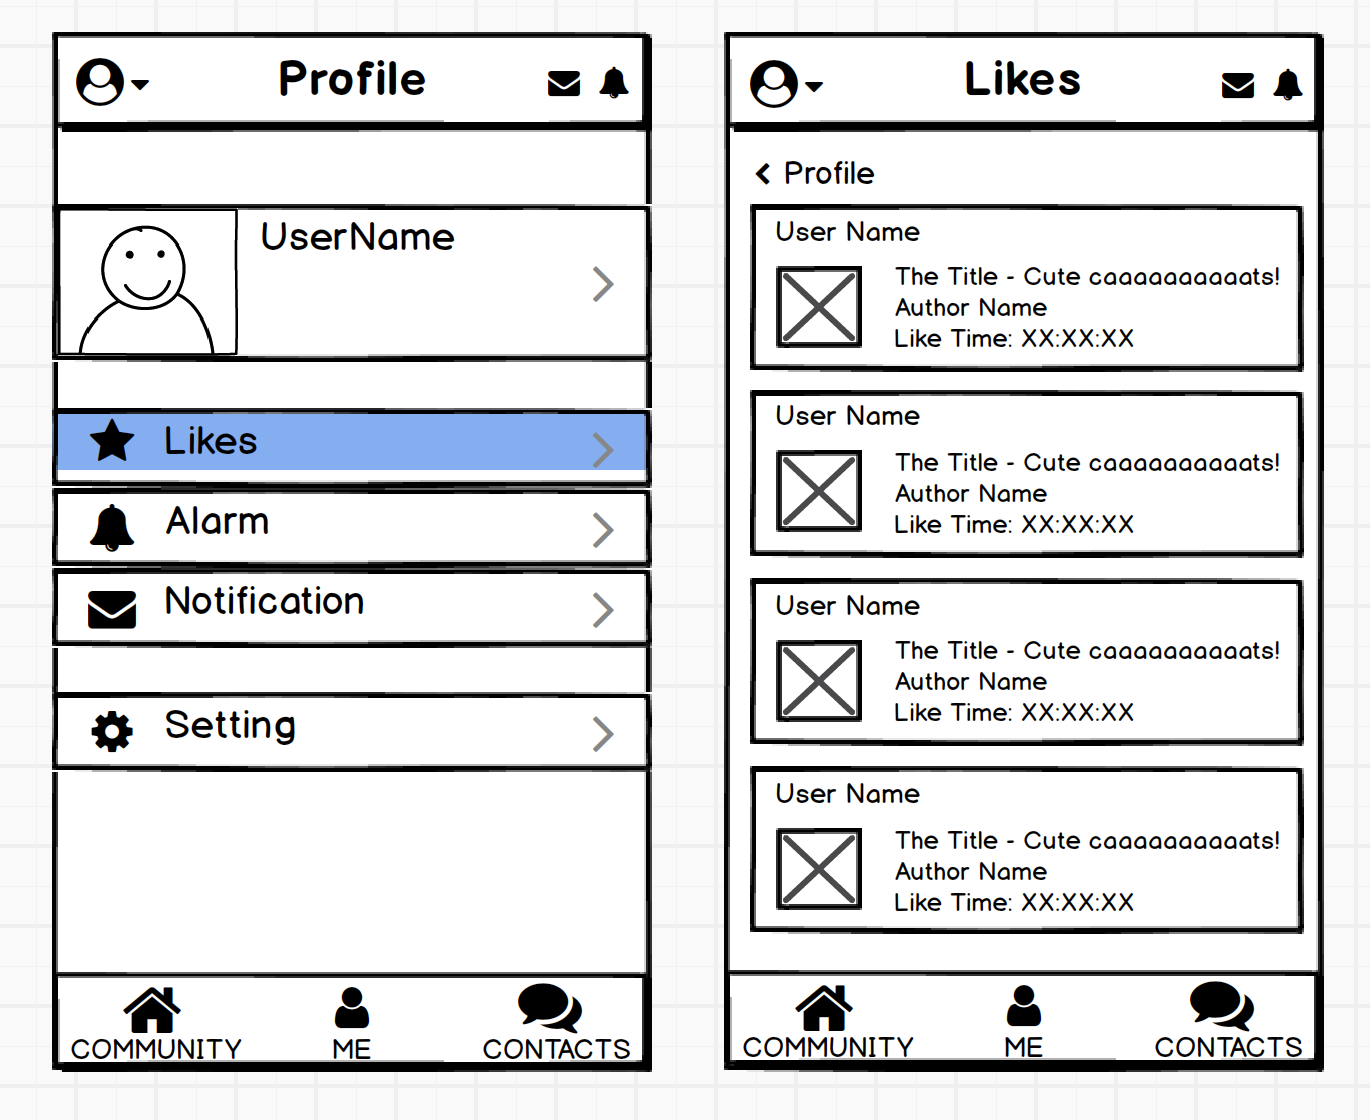 Profile
UserName
Likes
Alarm
Notification
Setting
COMMUNITY
ME
CONTACTS
Likes
Profile
User Name
The Title - Cute caaaaaaaaaats!
Author Name
Like Time: XX:XX:XX
User Name
The Title - Cute caaaaaaaaaats!
Author Name
Like Time: XX:XX:XX
User Name
The Title - Cute caaaaaaaaaats!
Author Name
Like Time: XX:XX:XX
User Name
The Title - Cute caaaaaaaaaats!
Author Name
Like Time: XX:XX:XX
COMMUNITY
ME
CONTACTS